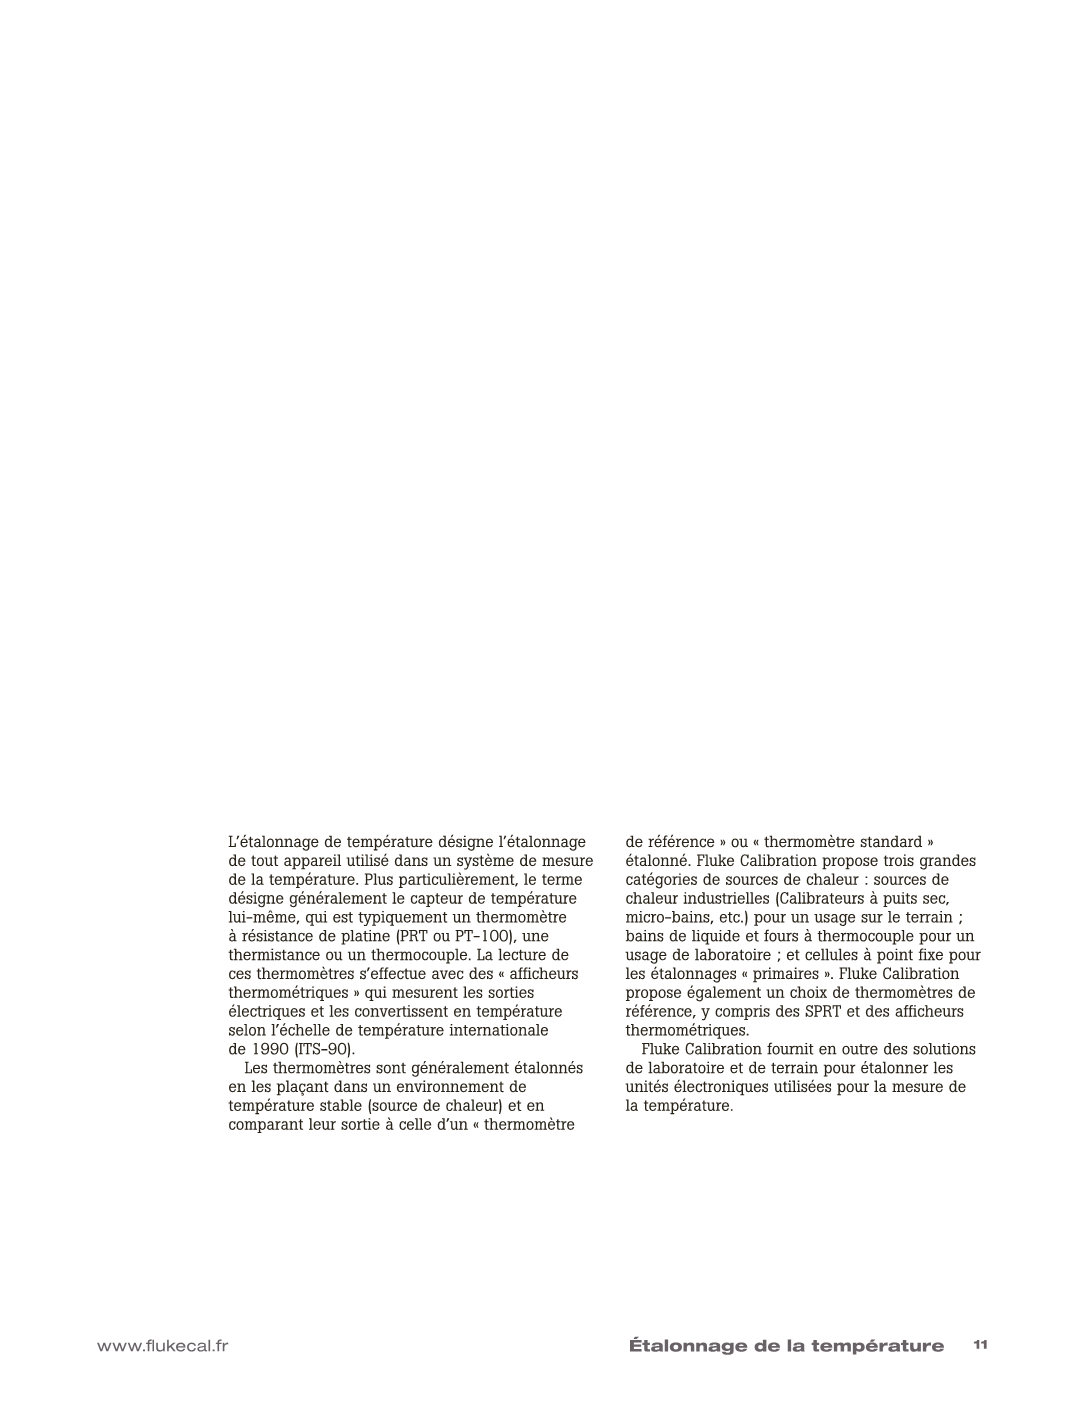 L’étalonnage de température désigne l’étalonnage
de tout appareil utilisé dans un système de mesure
de la température. Plus particulièrement, le terme
désigne généralement le capteur de température
lui-même, qui est typiquement un thermomètre
à résistance de platine (PRT ou PT-100), une
thermistance ou un thermocouple. La lecture de
ces thermomètres s’effectue avec des « afficheurs
thermométriques » qui mesurent les sorties
électriques et les convertissent en température
selon l’échelle de température internationale
de 1990 (ITS-90).
Les thermomètres sont généralement étalonnés
en les plaçant dans un environnement de
température stable (source de chaleur) et en
comparant leur sortie à celle d’un « thermomètre
de référence » ou « thermomètre standard »
étalonné. Fluke Calibration propose trois grandes
catégories de sources de chaleur : sources de
chaleur industrielles (Calibrateurs à puits sec,
micro-bains, etc.) pour un usage sur le terrain ;
bains de liquide et fours à thermocouple pour un
usage de laboratoire ; et cellules à point fixe pour
les étalonnages « primaires ». Fluke Calibration
propose également un choix de thermomètres de
référence, y compris des SPRT et des afficheurs
thermométriques.
Fluke Calibration fournit en outre des solutions
de laboratoire et de terrain pour étalonner les
unités électroniques utilisées pour la mesure de
la température.
www.flukecal.fr
Étalonnage de la température 11